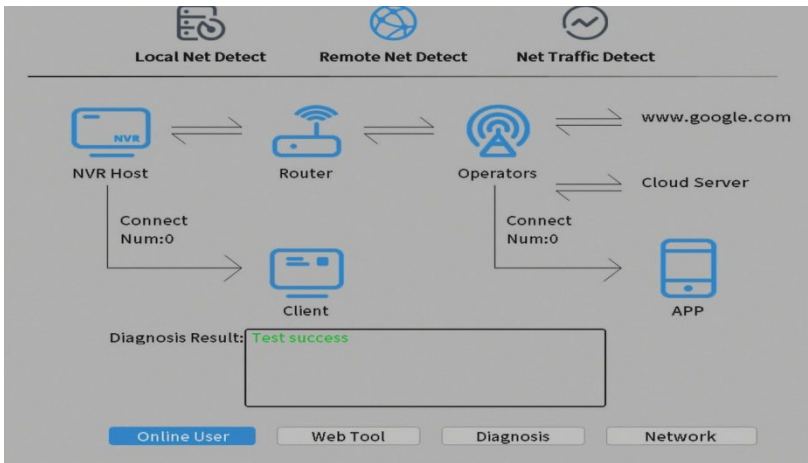 Local Net Detect
Remote Net Detect
Net Traffic Detect
NVR
www.google.com
NVR Host
Router
Operators
Cloud Server
Connect
Num:0
Connect
Num:0
Client
APP
Diagnosis Result: Test success
Online User
Web Tool
Diagnosis
Network